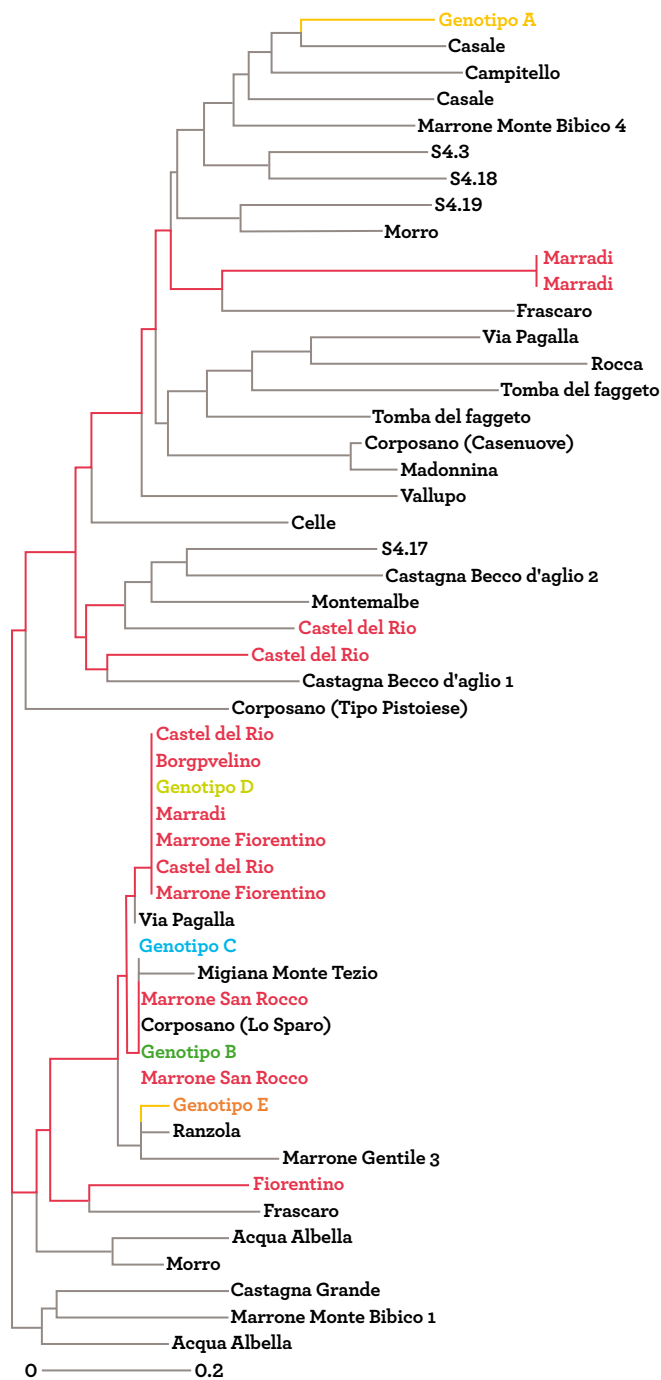 Genotipo A
Casale
Campitello
Casale
Marrone Monte Bibico 4
S4.3
S4.18
S4.19
Morro
Marradi
Marradi
Frascaro
Via Pagalla
Rocca
Tomba del faggeto
Tomba del faggeto
Corposano (Casenuove)
Madonnina
Vallupo
Celle
S4.17
Castagna Becco d'aglio 2
Montemalbe
Castel del Rio
Castel del Rio
Castagna Becco d'aglio 1
Corposano (Tipo Pistoiese)
Castel del Rio
Borgpvelino
Genotipo D
Marradi
Marrone Fiorentino
Castel del Rio
Marrone Fiorentino
Via Pagalla
Genotipo C
Migiana Monte Tezio
Marrone San Rocco
Corposano (Lo Sparo)
Genotipo B
Marrone San Rocco
Genotipo E
Ranzola
Marrone Gentile 3
Fiorentino
Frascaro
Acqua Albella
Morro
Castagna Grande
Marrone Monte Bibico 1
Acqua Albella
0 0.2